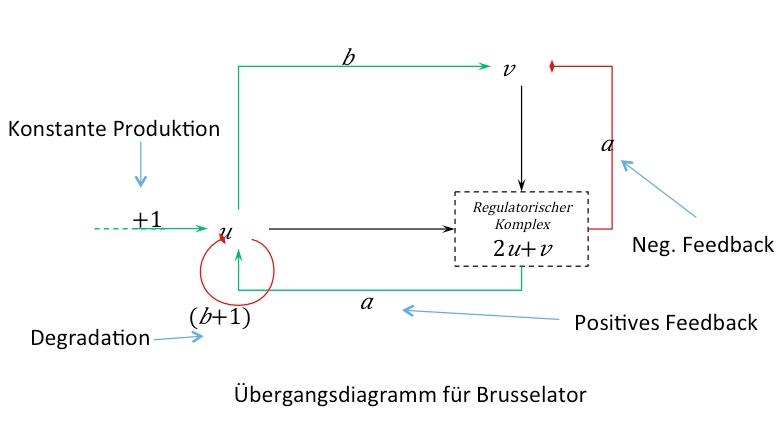 b
v
Konstante Produktion
a
+1
u
Regulatorischer
Komplex
2u+v
Neg. Feedback
a
(b+1)
Degradation
Positives Feedback
Übergangsdiagramm für Brusselator